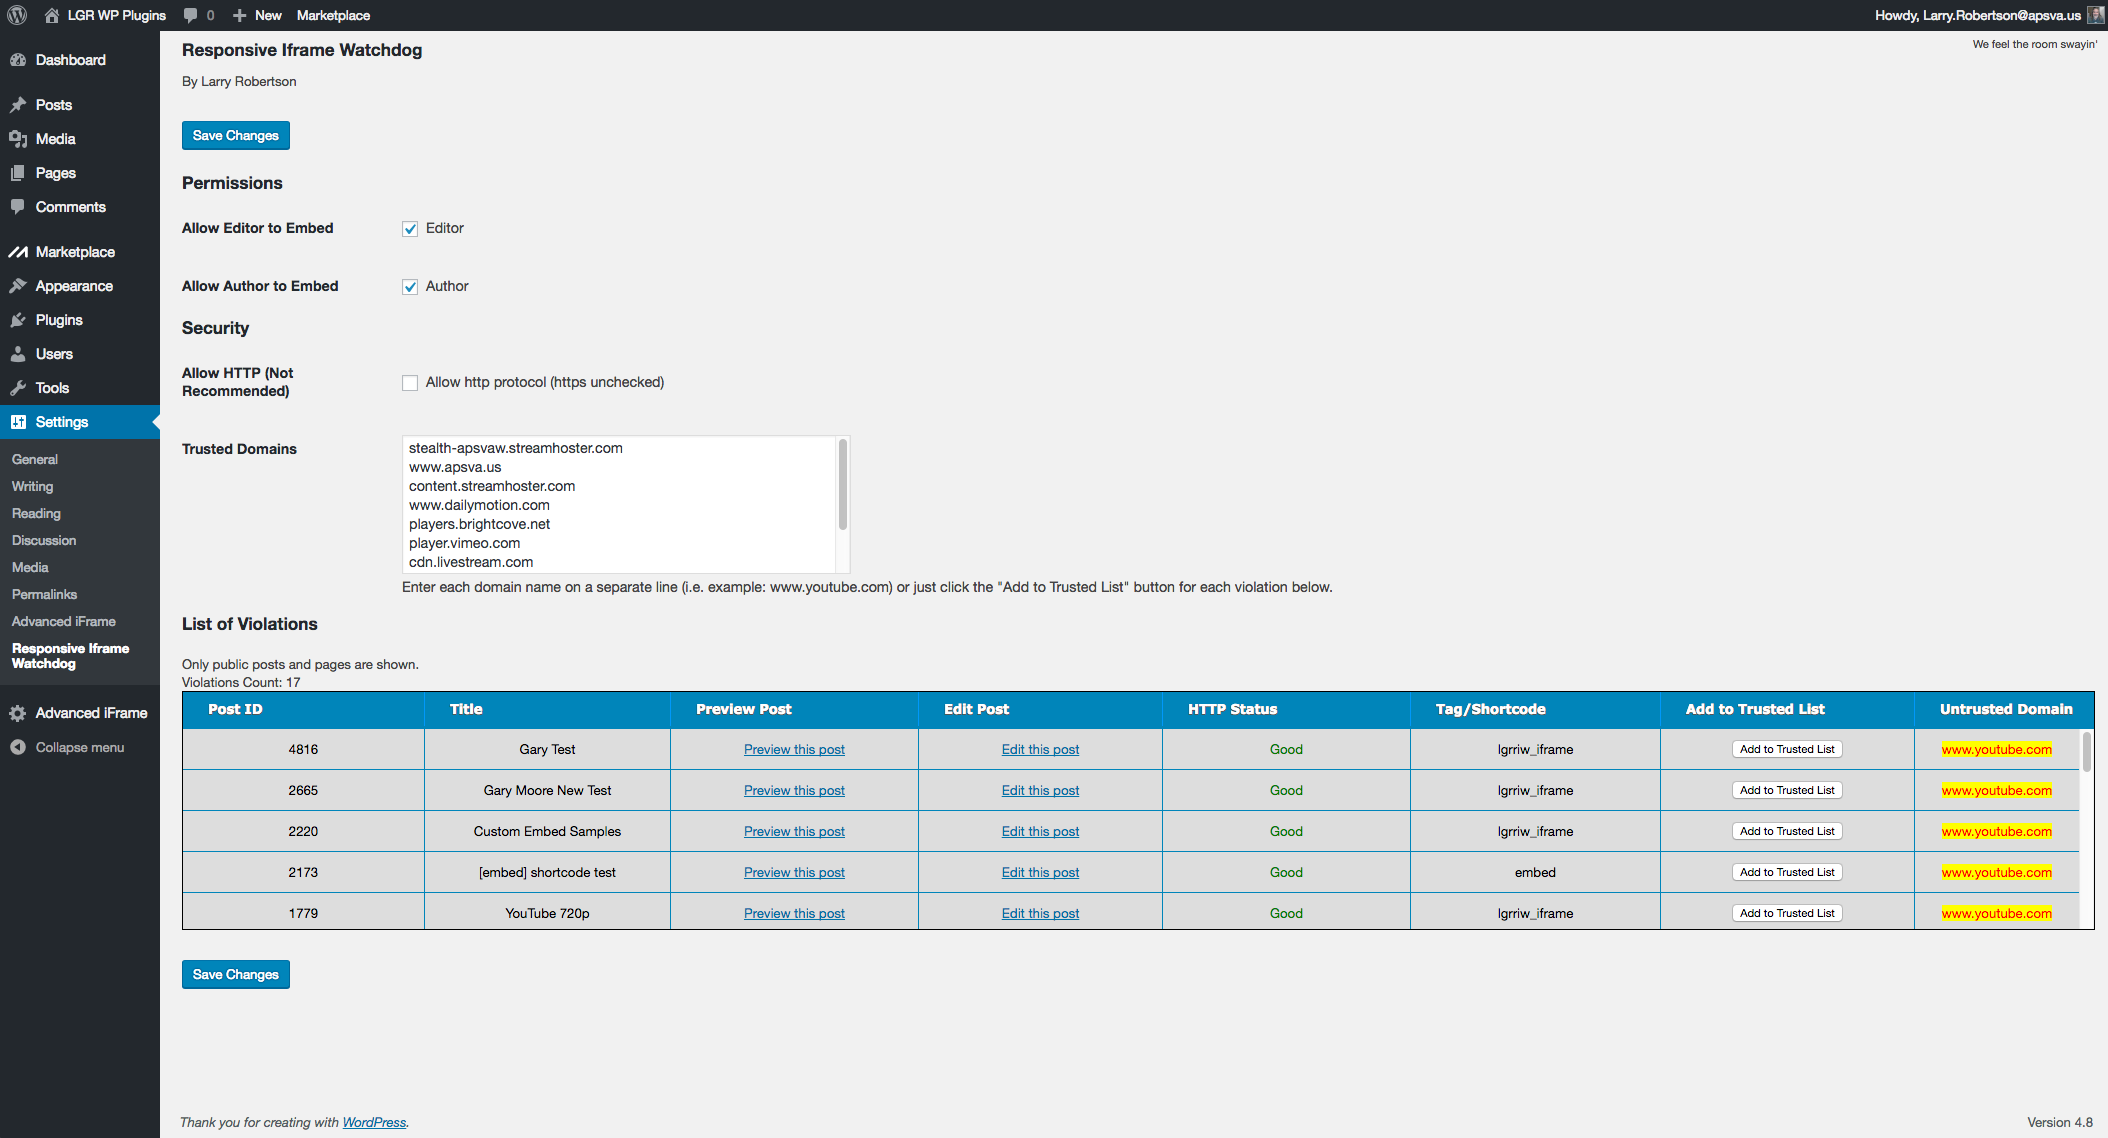 LGR WP Plugins 0 New Marketplace Howdy, Larry.Robertson@apsva.us
Dashboard
Posts
Media
Pages
Comments
Marketplace
Appearance
Plugins
Users
Tools
Settings
General
Writing
Reading
Discussion
Media
Permalinks
Advanced iFrame
Responsive Iframe
Watchdog
Advanced iFrame
Collapse menu
We feel the room swayin'
Responsive Iframe Watchdog
By Larry Robertson
Save Changes
Permissions
Allow Editor to Embed Editor
Allow Author to Embed Author
Security
Allow HTTP (Not
Recommended)
Allow http protocol (https unchecked)
Trusted Domains
stealth-apsvaw.streamhoster.com
www.apsva.us
content.streamhoster.com
www.dailymotion.com
players.brightcove.net
player.vimeo.com
cdn.livestream.com
Enter each domain name on a separate line (i.e. example: www.youtube.com) or just click the "Add to Trusted List" button for each violation below.
List of Violations
Only public posts and pages are shown.
Violations Count: 17
Post ID Title Preview Post Edit Post HTTP Status Tag/Shortcode Add to Trusted List Untrusted Domain
4816 Gary Test Preview this post Edit this post Good lgrriw_iframe Add to Trusted List www.youtube.com
2665 Gary Moore New Test Preview this post Edit this post Good lgrriw_iframe Add to Trusted List www.youtube.com
2220 Custom Embed Samples Preview this post Edit this post Good lgrriw_iframe Add to Trusted List www.youtube.com
2173 [embed] shortcode test Preview this post Edit this post Good embed Add to Trusted List www.youtube.com
1779 YouTube 720p Preview this post Edit this post Good lgrriw_iframe Add to Trusted List www.youtube.com
Save Changes
Thank you for creating with WordPress. Version 4.8